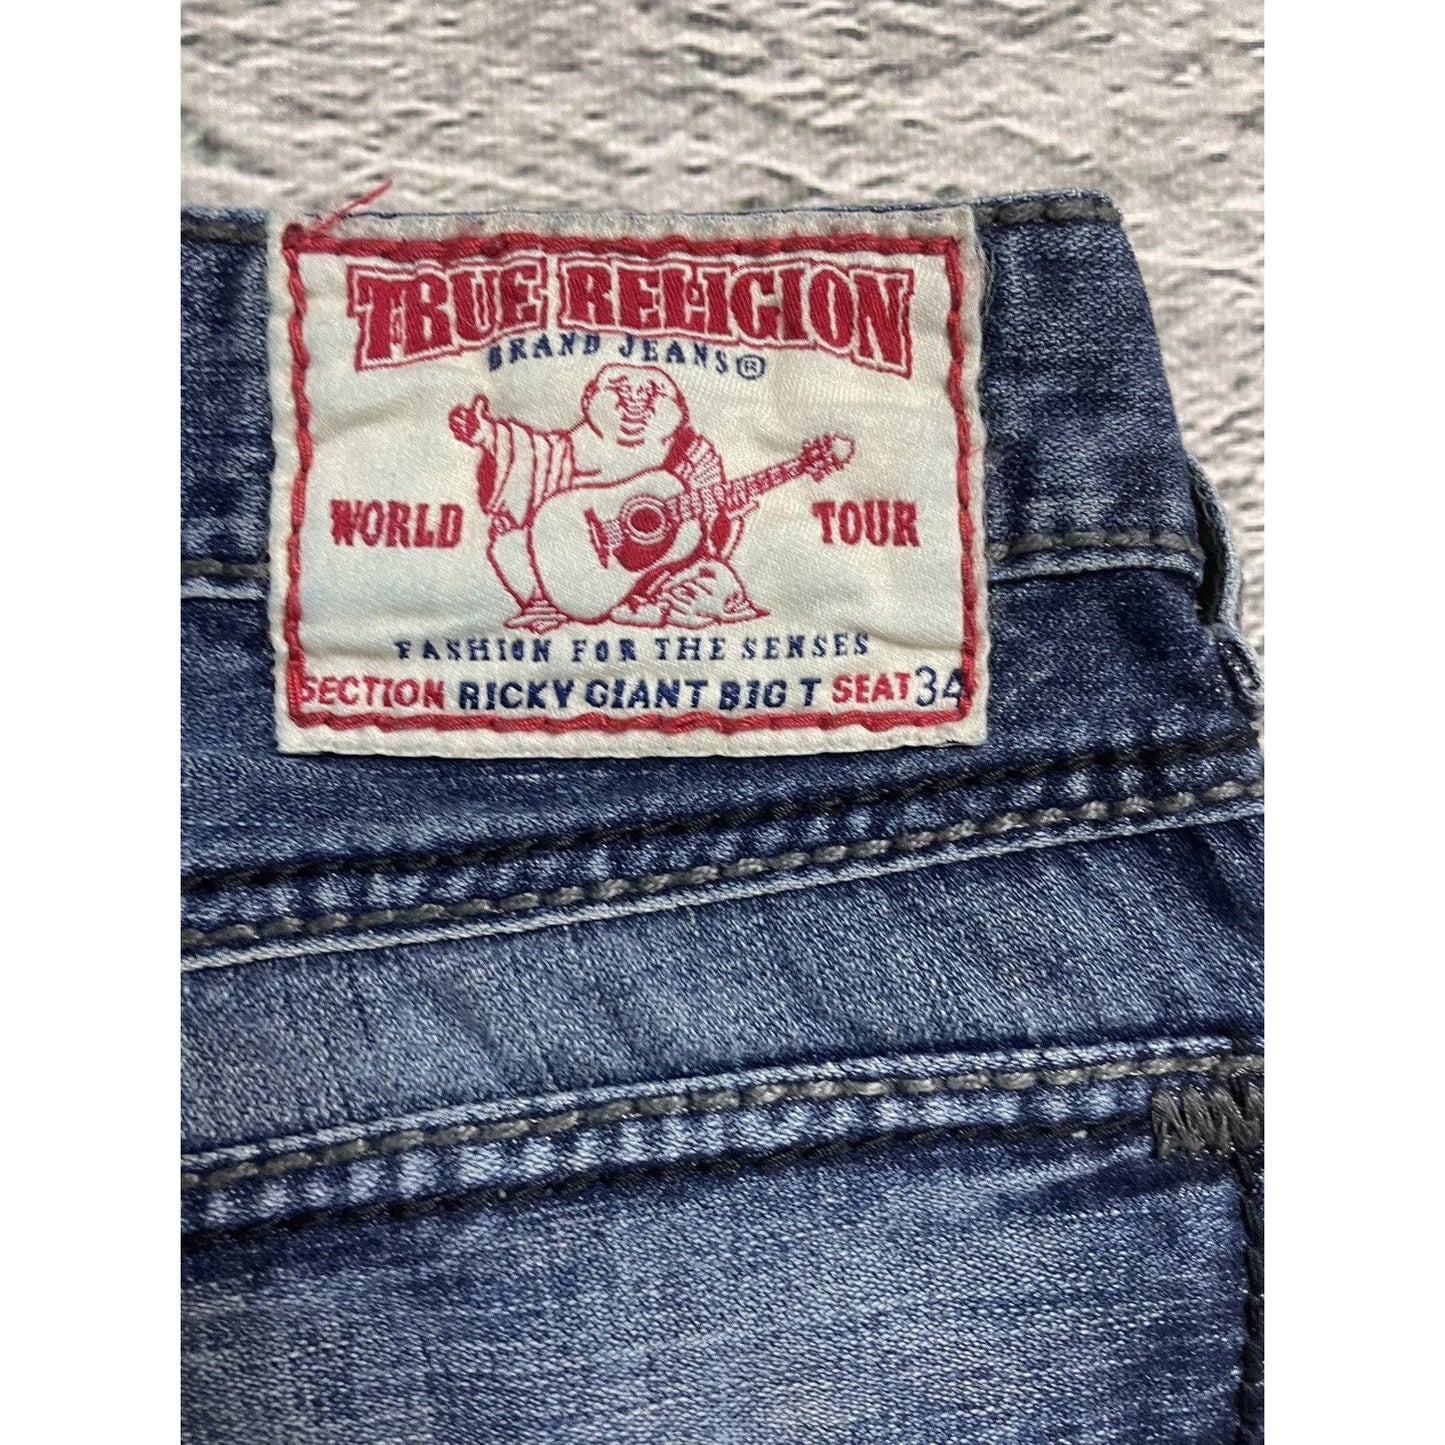 TRUE RELIGION
BRAND JEANS®
WORLD TOUR
FASHION FOR THE SENSES
SECTION RICKY GIANT BIG T SEAT 34